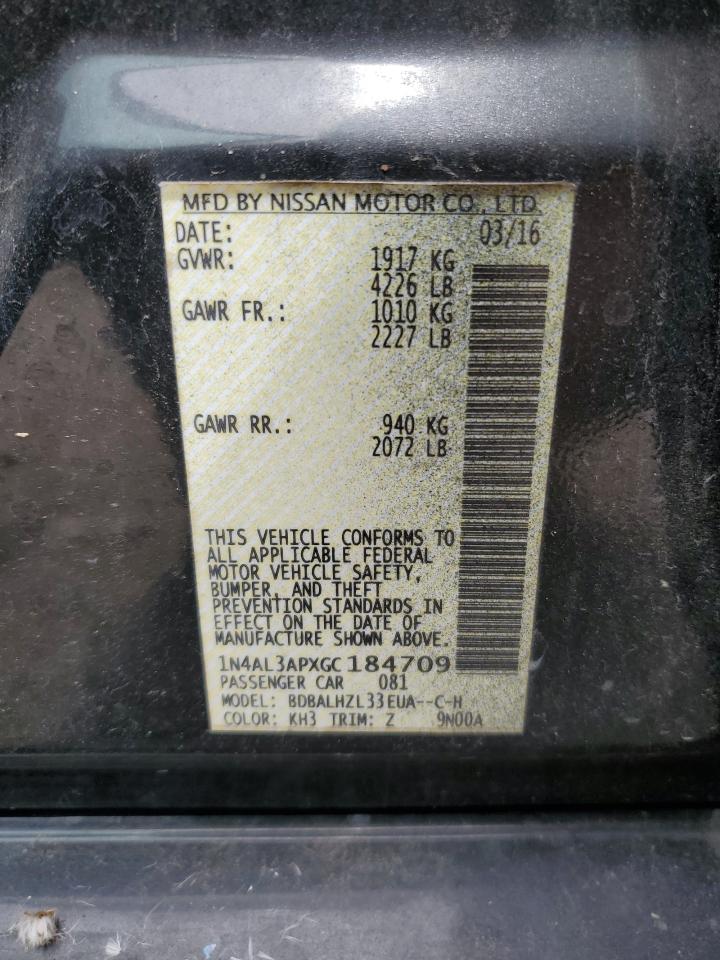 MFD BY NISSAN MOTOR CO., LTD.
DATE: 03/16
GVWR: 1917 KG
4226 LB
GAWR FR.: 1010 KG
2227 LB
GAWR RR.: 940 KG
2072 LB
THIS VEHICLE CONFORMS TO
ALL APPLICABLE FEDERAL
MOTOR VEHICLE SAFETY,
BUMPER, AND THEFT
PREVENTION STANDARDS IN
EFFECT ON THE DATE OF
MANUFACTURE SHOWN ABOVE.
1N4AL3APXGC184709
PASSENGER CAR 081
MODEL: BDBALHZL33EUA--C-H
COLOR: KH3 TRIM: Z 9N00A